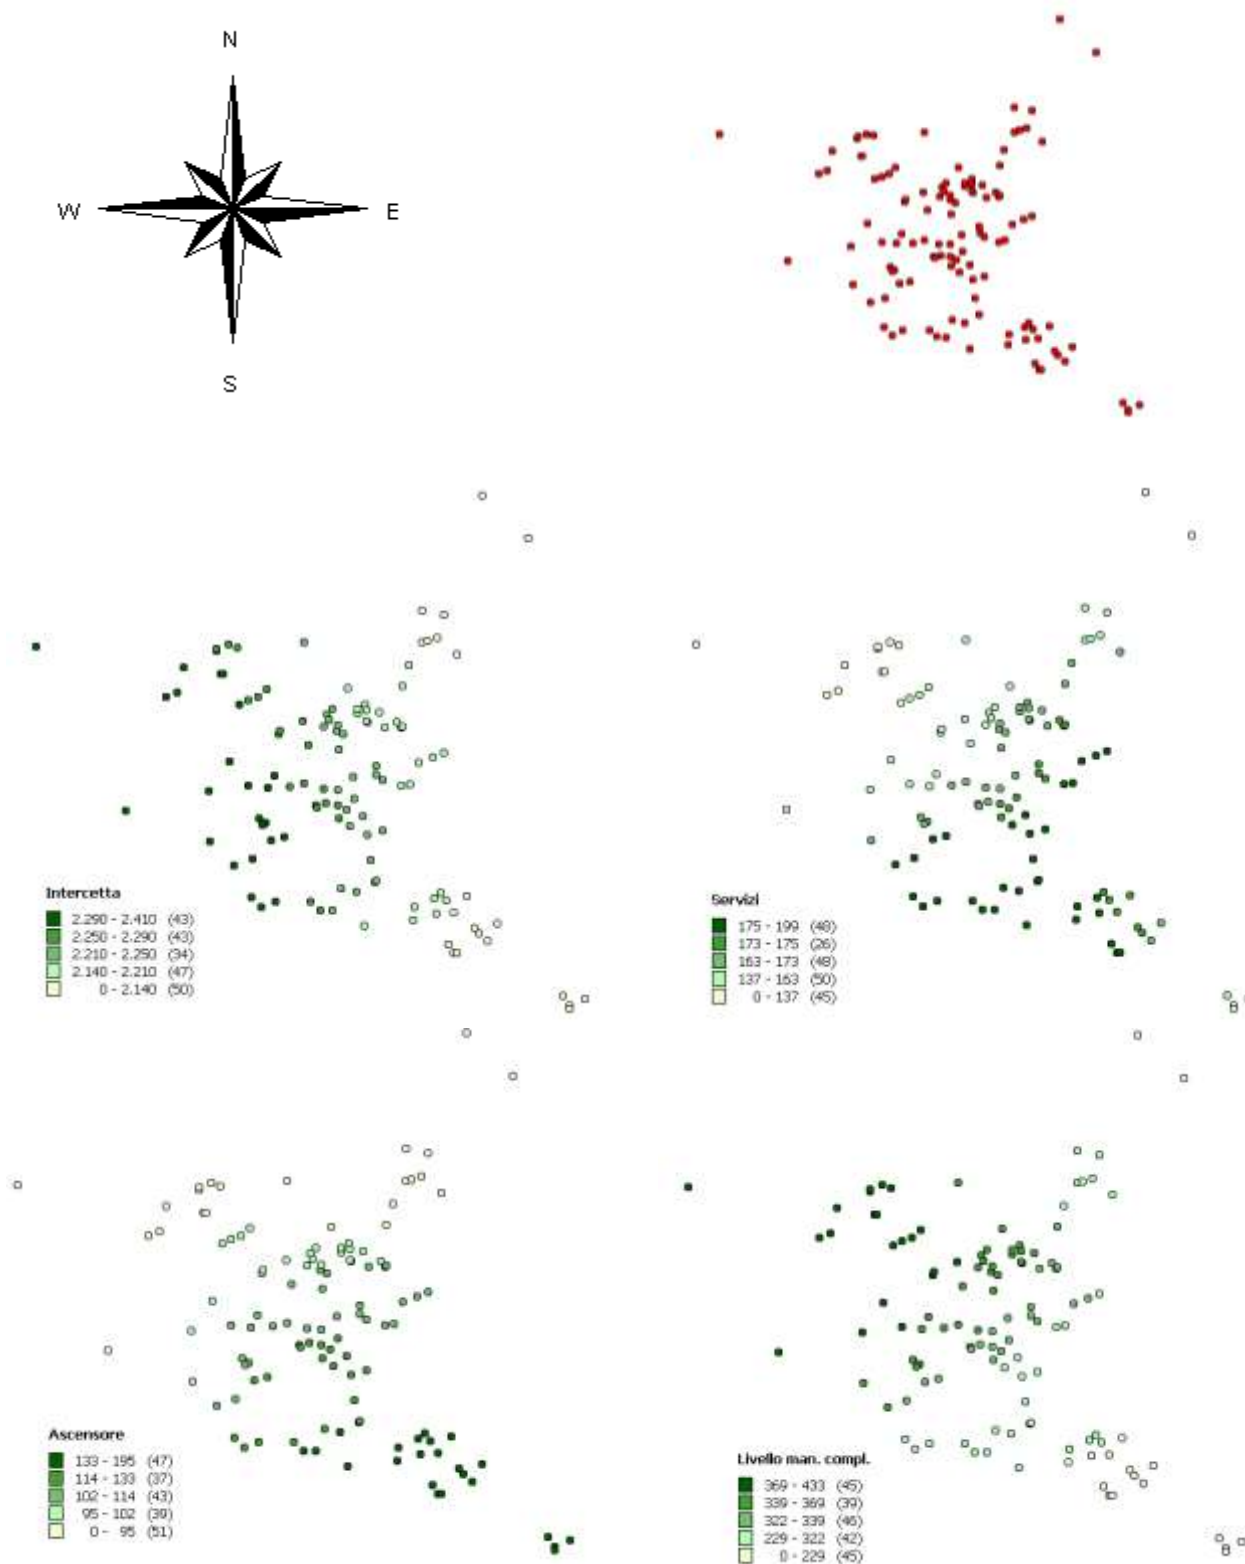 N
W E
S
Intercetta
2.290 - 2.410 (43)
2.250 - 2.290 (43)
2.210 - 2.250 (34)
2.140 - 2.210 (47)
0 - 2.140 (50)
Servizi
175 - 199 (48)
173 - 175 (26)
163 - 173 (48)
137 - 163 (50)
0 - 137 (45)
Ascensore
133 - 195 (47)
114 - 133 (37)
102 - 114 (43)
95 - 102 (39)
0 - 95 (51)
Livello man. compl.
369 - 433 (45)
339 - 369 (39)
322 - 339 (46)
229 - 322 (42)
0 - 229 (45)